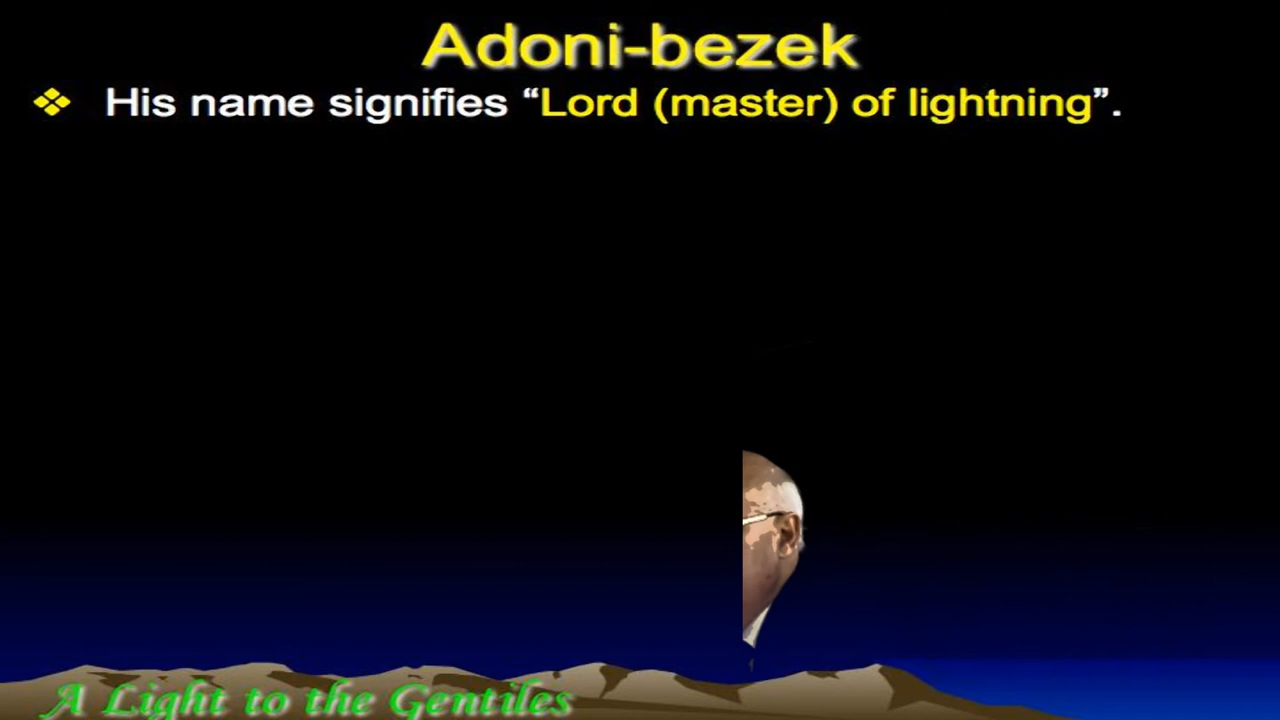 Adoni-bezek
❖ His name signifies “Lord (master) of lightning”.
A Light to the Gentiles